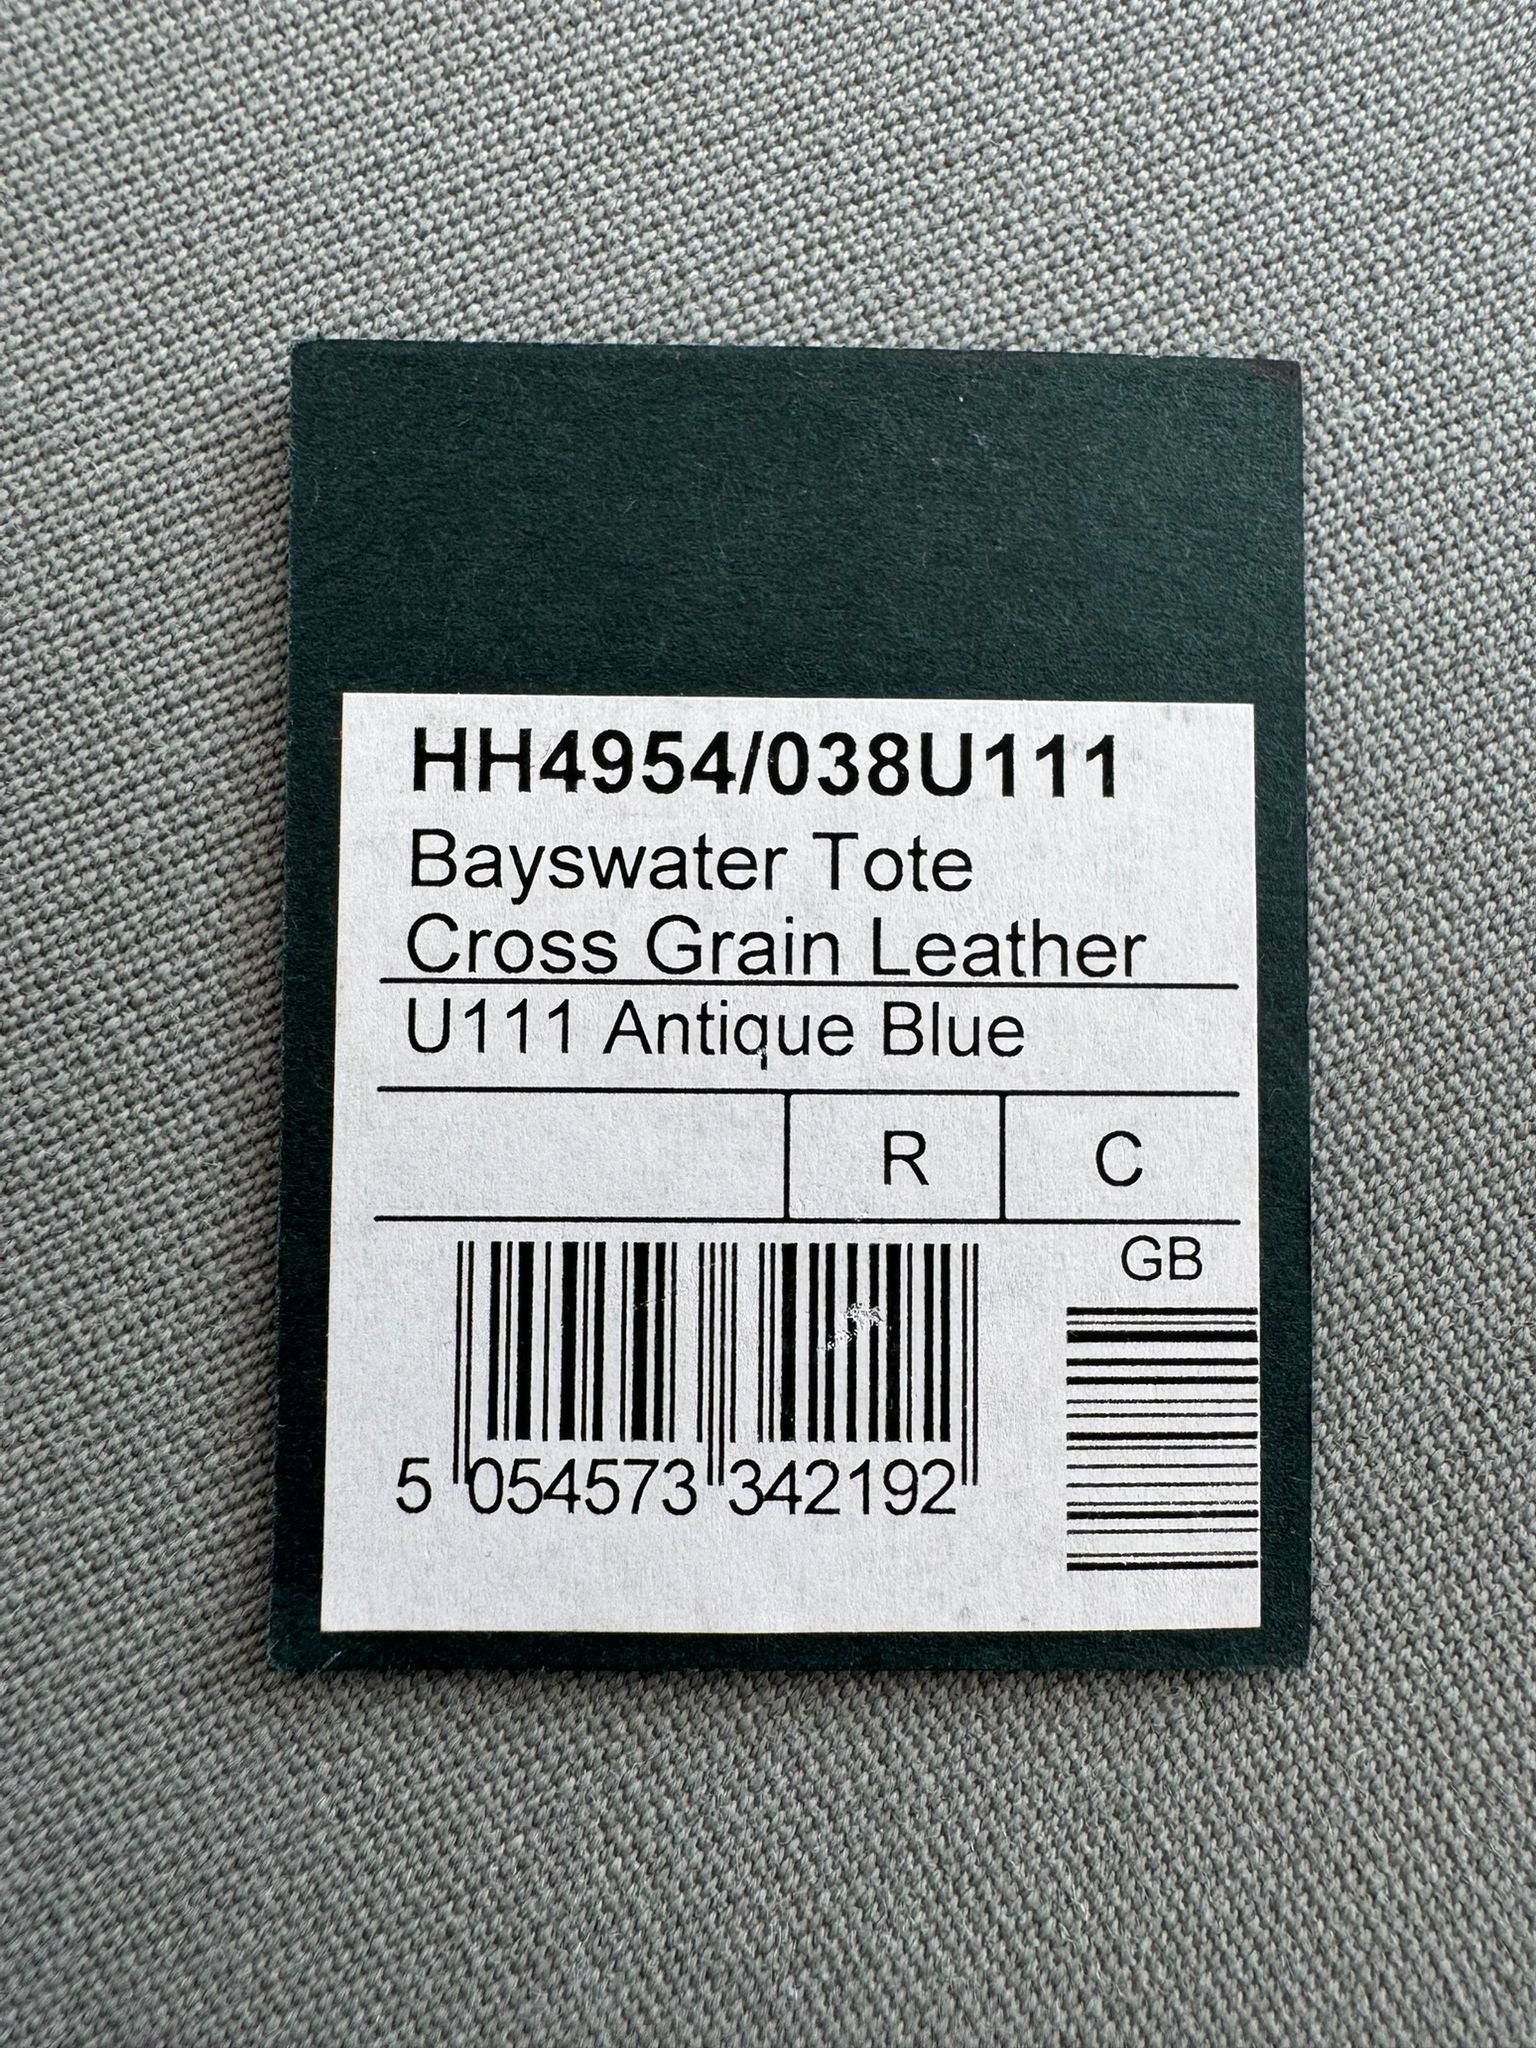 HH4954/038U111
Bayswater Tote
Cross Grain Leather
U111 Antique Blue
R C
GB
5 054573 342192